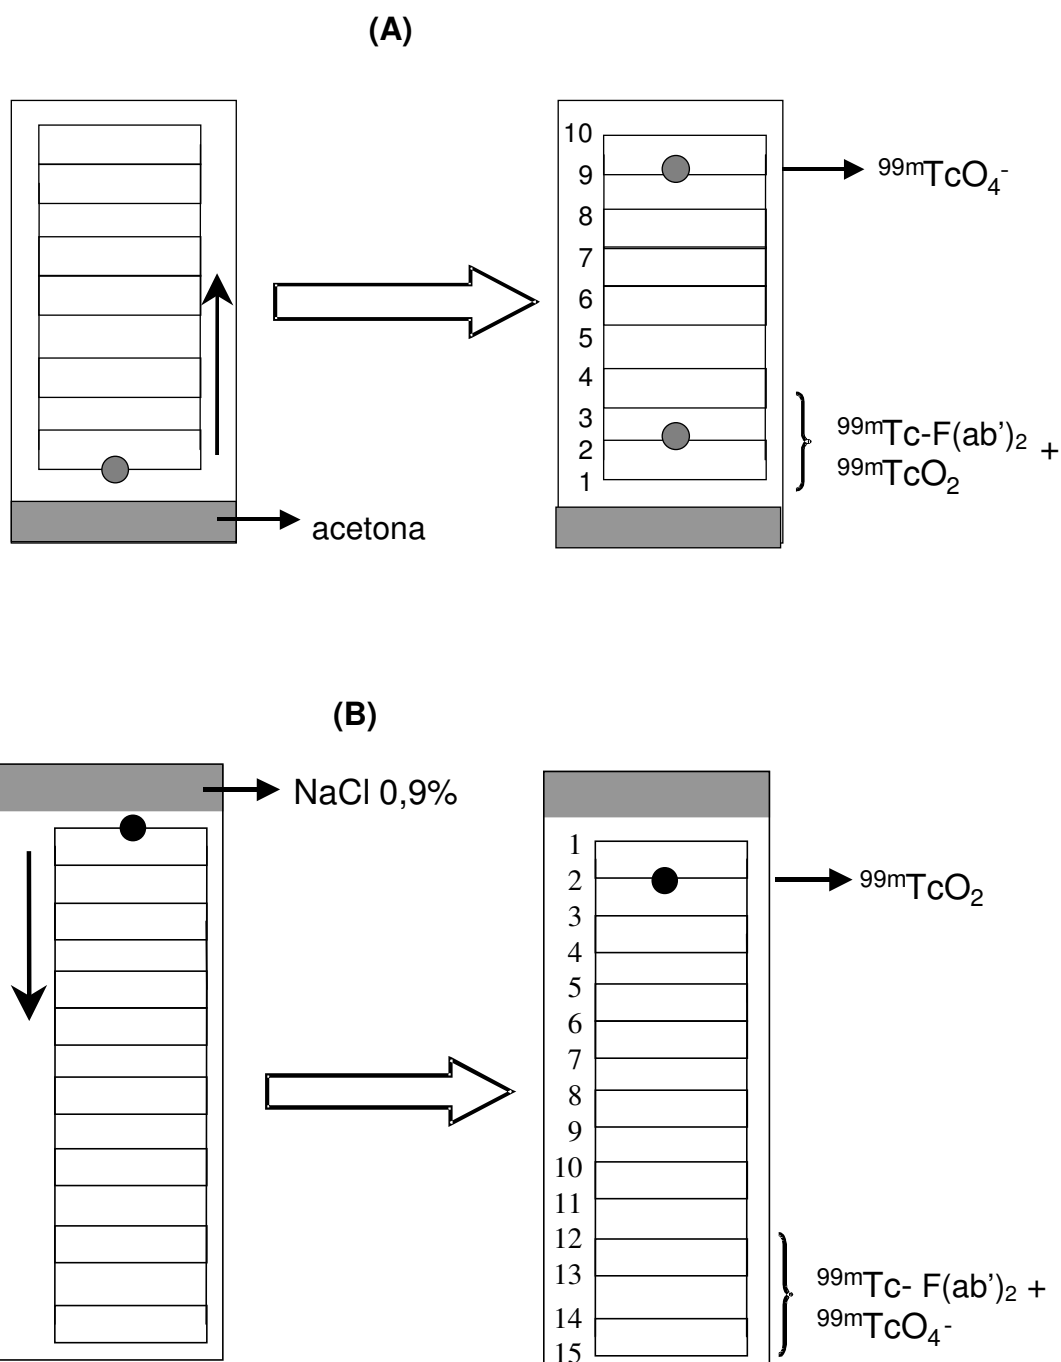 (A)
10
9
8
7
6
5
4
3
2
1
⁹⁹ᵐTcO₄⁻
⁹⁹ᵐTc-F(ab’)₂ +
⁹⁹ᵐTcO₂
acetona
(B)
NaCl 0,9%
1
2
3
4
5
6
7
8
9
10
11
12
13
14
15
⁹⁹ᵐTcO₂
⁹⁹ᵐTc- F(ab’)₂ +
⁹⁹ᵐTcO₄⁻